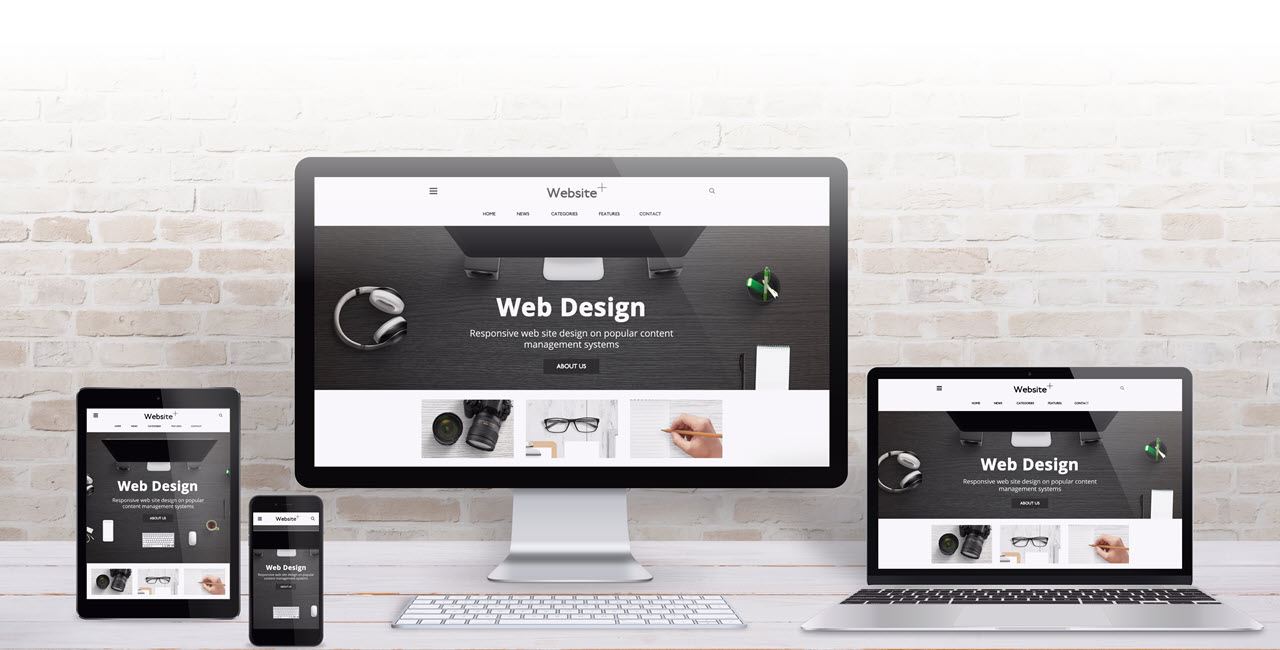 Website+
HOME NEWS CATEGORIES FEATURES CONTACT
Web Design
Responsive web site design on popular content
management systems
ABOUT US
Website+
HOME NEWS CATEGORIES FEATURES CONTACT
Web Design
Responsive web site design on popular
content management systems
ABOUT US
Website+
Web Design
Responsive web site design on popular
content management systems
ABOUT US
Website+
HOME NEWS CATEGORIES FEATURES CONTACT
Web Design
Responsive web site design on popular content
management systems
ABOUT US